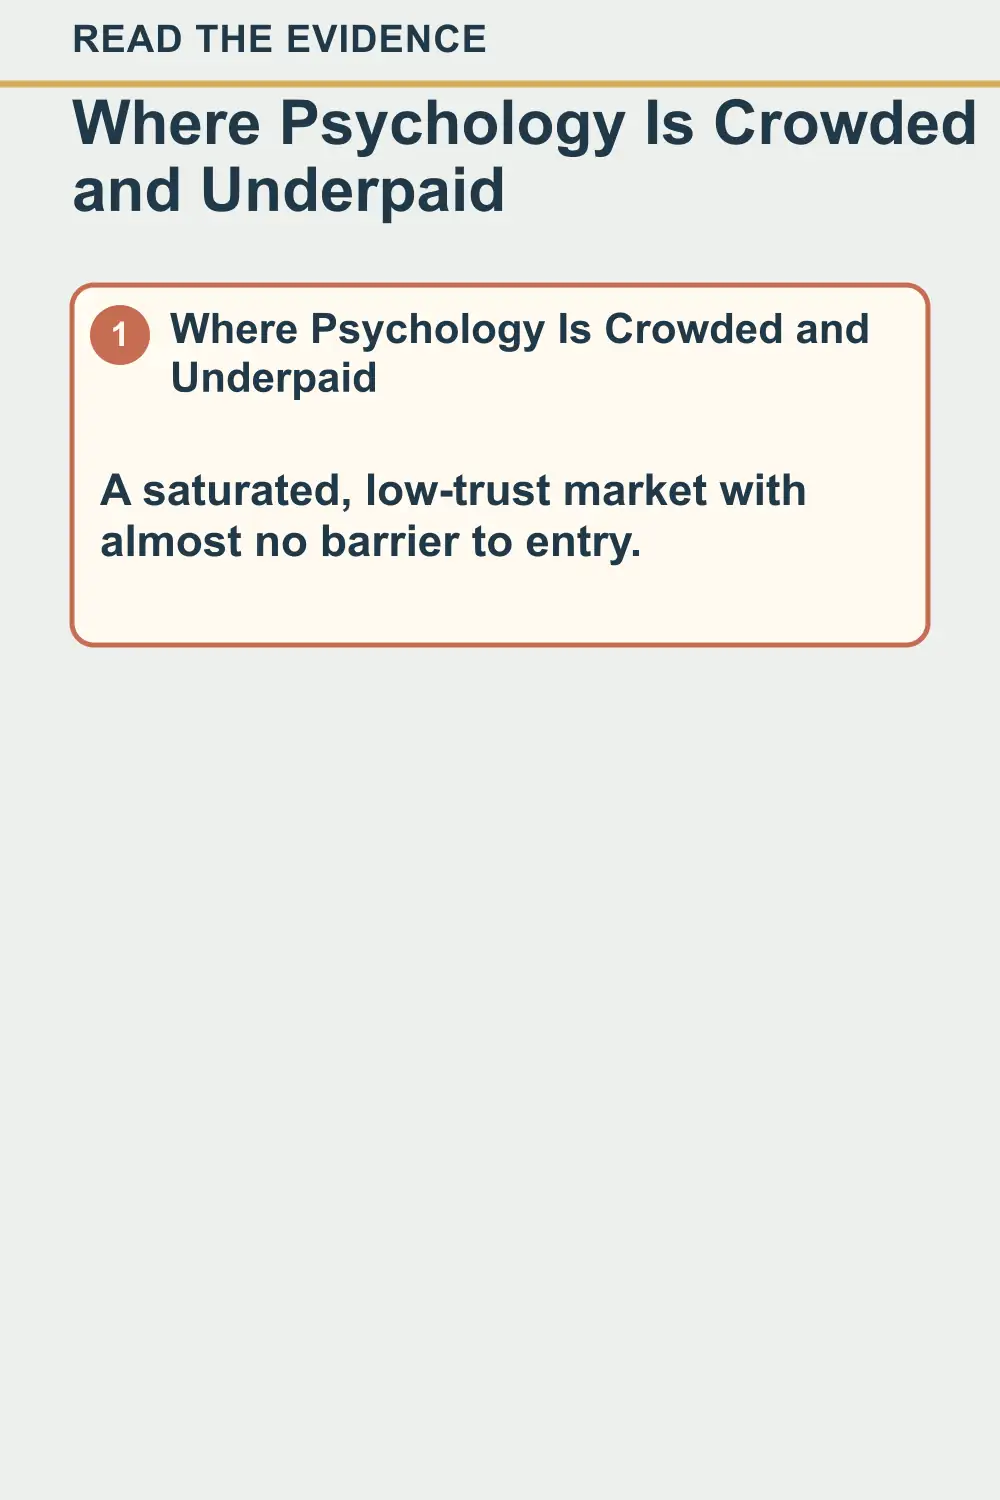 READ THE EVIDENCE
Where Psychology Is Crowded
and Underpaid
1
Where Psychology Is Crowded and
Underpaid
A saturated, low-trust market with
almost no barrier to entry.